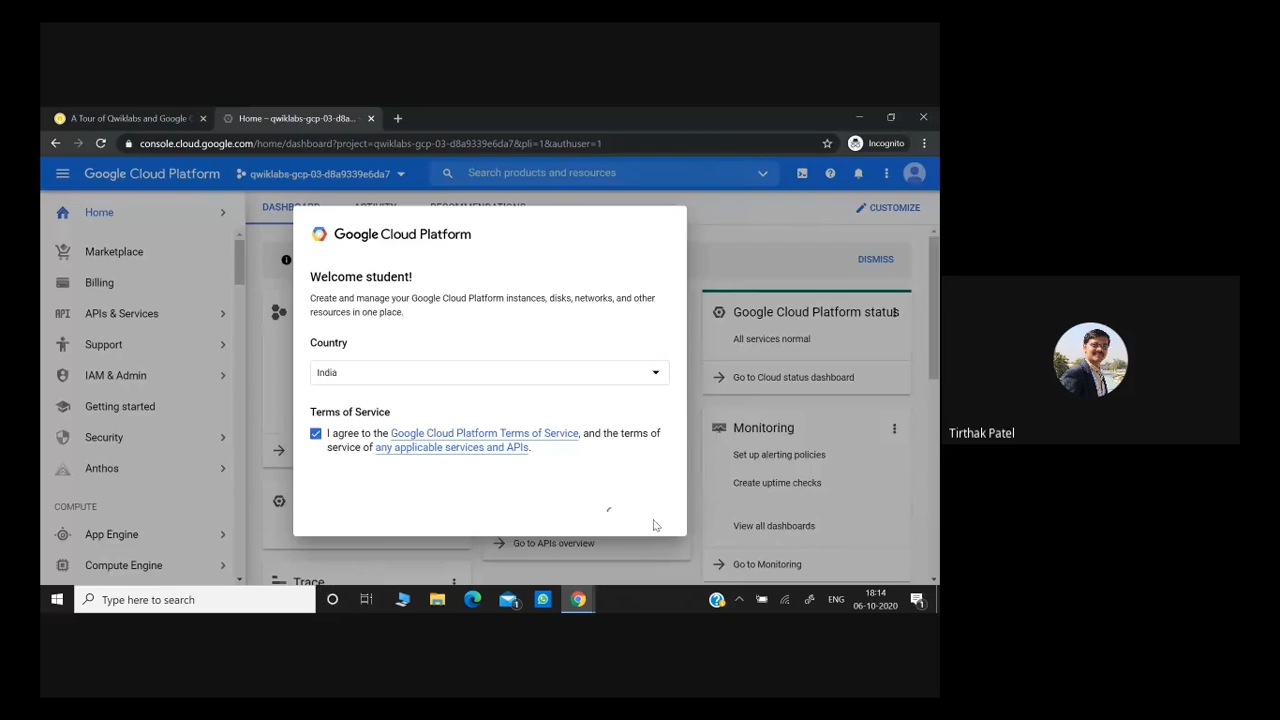 A Tour of Qwiklabs and Google C
Home – qwiklabs-gcp-03-d8a...
console.cloud.google.com/home/dashboard?project=qwiklabs-gcp-03-d8a9339e6da7&pli=1&authuser=1
Incognito
Google Cloud Platform
qwiklabs-gcp-03-d8a9339e6da7
Search products and resources
Home
DASHBOARD
ACTIVITY
RECOMMENDATIONS
CUSTOMIZE
Marketplace
Billing
API APIs & Services
Support
IAM & Admin
Getting started
Security
Anthos
COMPUTE
App Engine
Compute Engine
Google Cloud Platform
Welcome student!
Create and manage your Google Cloud Platform instances, disks, networks, and other
resources in one place.
Country
India
Terms of Service
I agree to the Google Cloud Platform Terms of Service, and the terms
of service of any applicable services and APIs.
Go to APIs overview
Trace
DISMISS
Google Cloud Platform status
All services normal
Go to Cloud status dashboard
Monitoring
Set up alerting policies
Create uptime checks
View all dashboards
Go to Monitoring
Type here to search
1
ENG
18:14
06-10-2020
1
Tirthak Patel